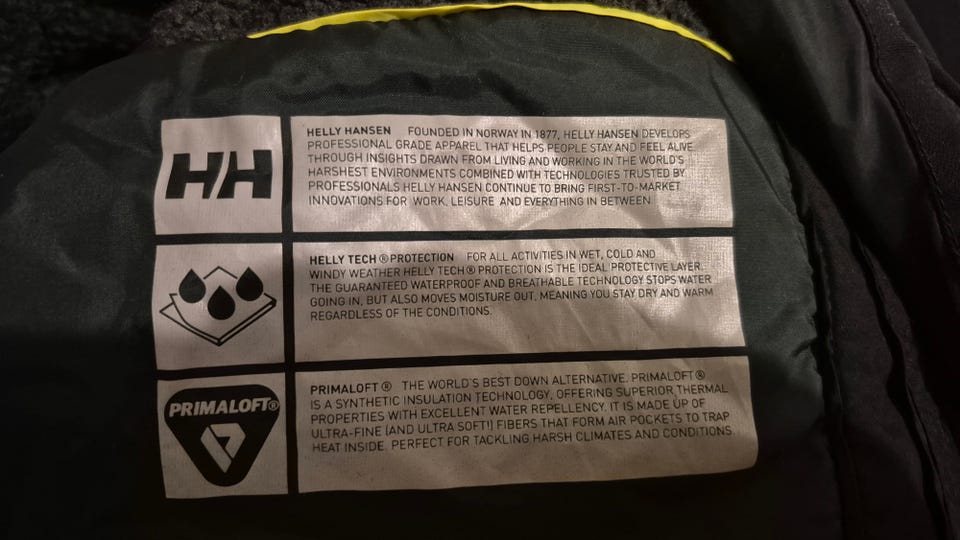 HH
HELLY HANSEN FOUNDED IN NORWAY IN 1877, HELLY HANSEN DEVELOPS
PROFESSIONAL GRADE APPAREL THAT HELPS PEOPLE STAY AND FEEL ALIVE
THROUGH INSIGHTS DRAWN FROM LIVING AND WORKING IN THE WORLD'S
HARSHEST ENVIRONMENTS COMBINED WITH TECHNOLOGIES TRUSTED BY
PROFESSIONALS HELLY HANSEN CONTINUE TO BRING FIRST-TO-MARKET
INNOVATIONS FOR WORK, LEISURE AND EVERYTHING IN BETWEEN
HELLY TECH® PROTECTION FOR ALL ACTIVITIES IN WET, COLD AND
WINDY WEATHER HELLY TECH® PROTECTION IS THE IDEAL PROTECTIVE LAYER.
THE GUARANTEED WATERPROOF AND BREATHABLE TECHNOLOGY STOPS WATER
GOING IN, BUT ALSO MOVES MOISTURE OUT, MEANING YOU STAY DRY AND WARM
REGARDLESS OF THE CONDITIONS.
PRIMALOFT®
PRIMALOFT® THE WORLD'S BEST DOWN ALTERNATIVE. PRIMALOFT®
IS A SYNTHETIC INSULATION TECHNOLOGY, OFFERING SUPERIOR THERMAL
PROPERTIES WITH EXCELLENT WATER REPELLENCY. IT IS MADE UP OF
ULTRA-FINE (AND ULTRA SOFT!) FIBERS THAT FORM AIR POCKETS TO TRAP
HEAT INSIDE. PERFECT FOR TACKLING HARSH CLIMATES AND CONDITIONS